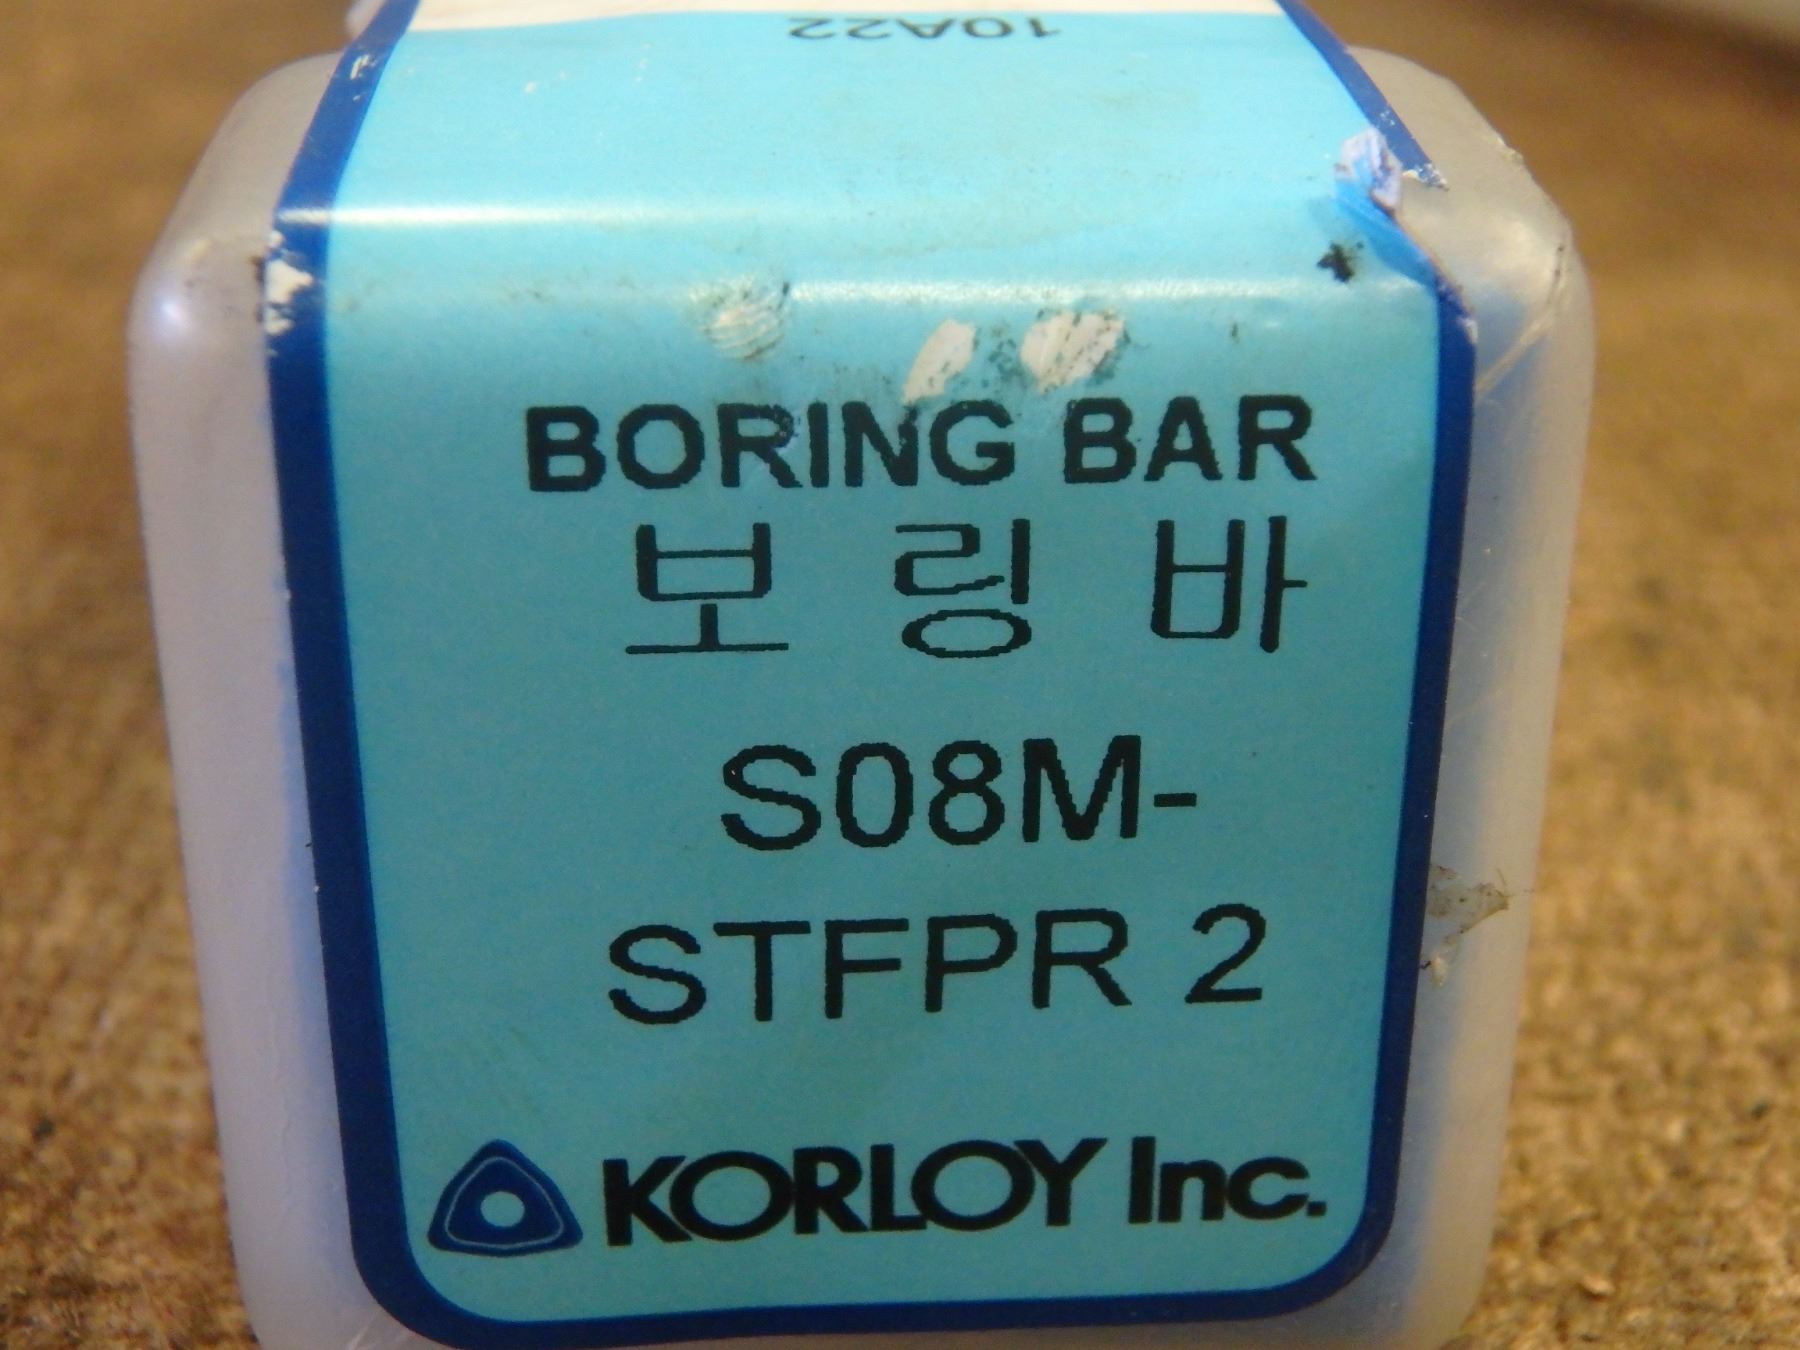 10A22
BORING BAR
보 링 바
S08M-
STFPR 2
KORLOY Inc.